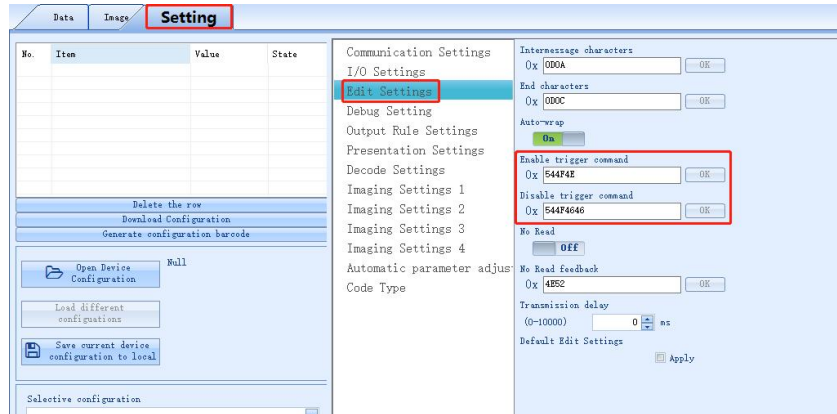 Data Image Setting
No. Item Value State
Delete the row
Download Configuration
Generate configuration barcode
Open Device
Configuration
Null
Load different
configuations
Save current device
configuration to local
Selective configuration
Communication Settings
I/O Settings
Edit Settings
Debug Setting
Output Rule Settings
Presentation Settings
Decode Settings
Imaging Settings 1
Imaging Settings 2
Imaging Settings 3
Imaging Settings 4
Automatic parameter adjus
Code Type
Intermessage characters
0x 0D0A OK
End characters
0x 0D0C OK
Auto-wrap
On
Enable trigger command
0x 544F4E OK
Disable trigger command
0x 544F4646 OK
No Read
Off
No Read feedback
0x 4E52 OK
Transmission delay
(0-10000) 0 ms
Default Edit Settings
Apply